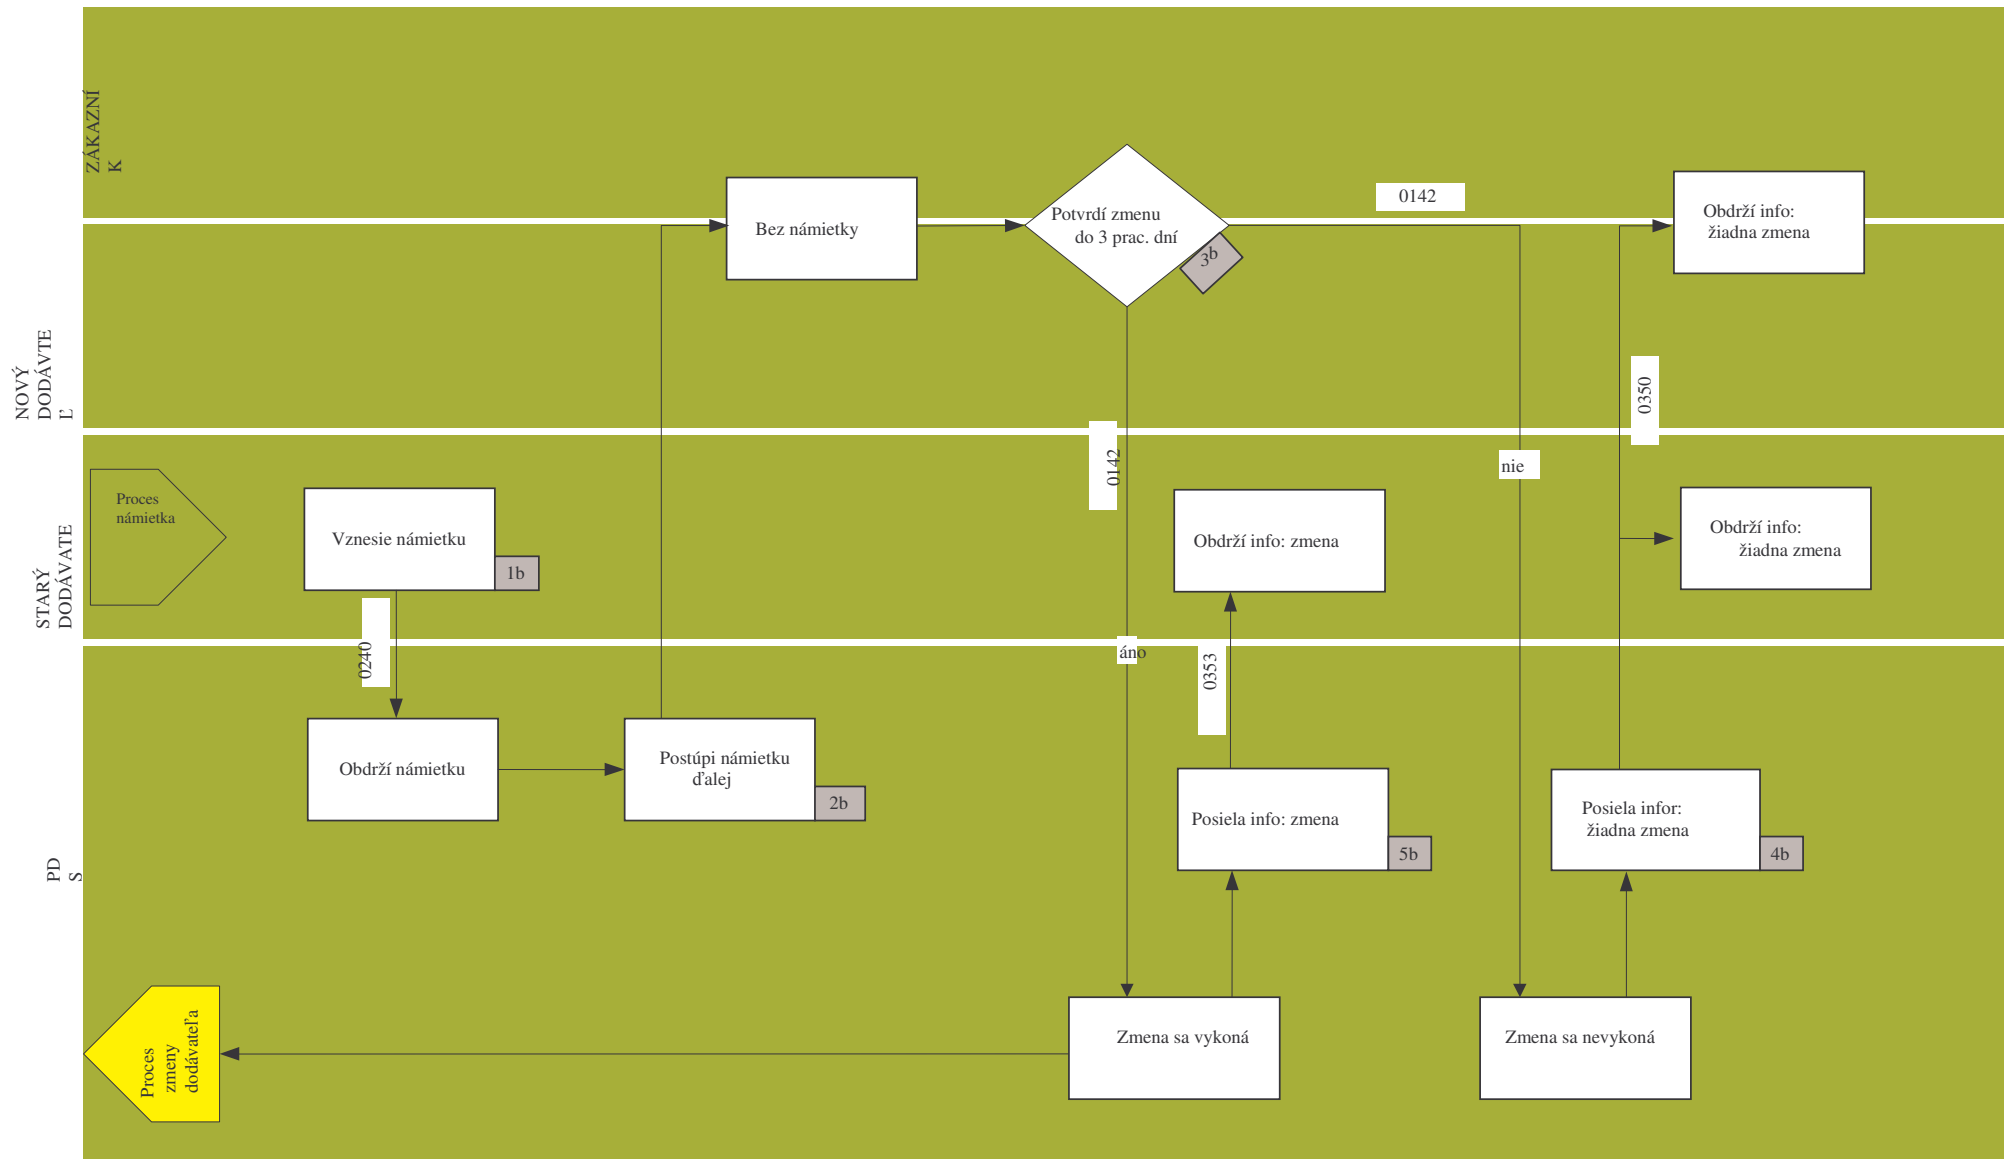 ZÁKAZNÍ
K
NOVÝ
DODÁVTE
Ľ
STARÝ
DODÁVATE
PD
S
Bez námietky
Potvrdí zmenu
do 3 prac. dní
3b
0142
Obdrží info:
žiadna zmena
0350
0142
nie
Proces
námietka
Vznesie námietku
1b
Obdrží info: zmena
Obdrží info:
žiadna zmena
0240
áno
0353
Obdrží námietku
Postúpi námietku
ďalej
2b
Posiela info: zmena
5b
Posiela infor:
žiadna zmena
4b
Proces
zmeny
dodávateľa
Zmena sa vykoná
Zmena sa nevykoná